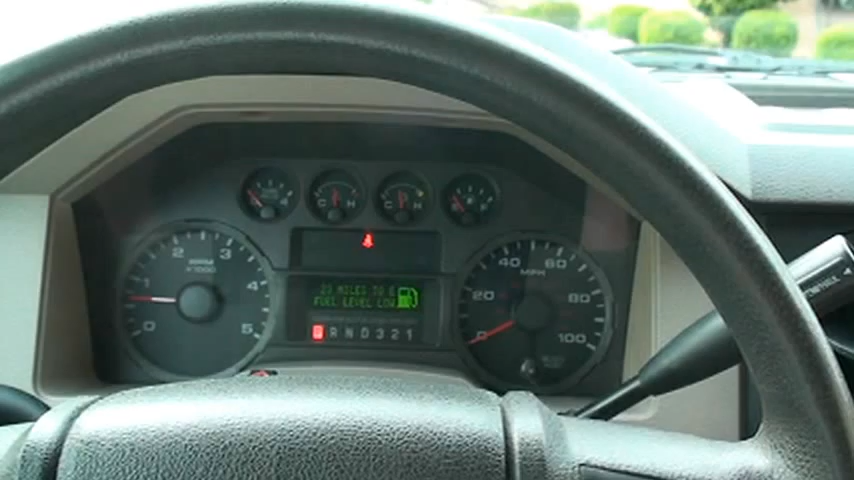 C H
C H
2 3
RPM
X1000
1 4
0 5
40 60
MPH
20 80
0 100
23 MILES TO E
FUEL LEVEL LOW
R N D 3 2 1